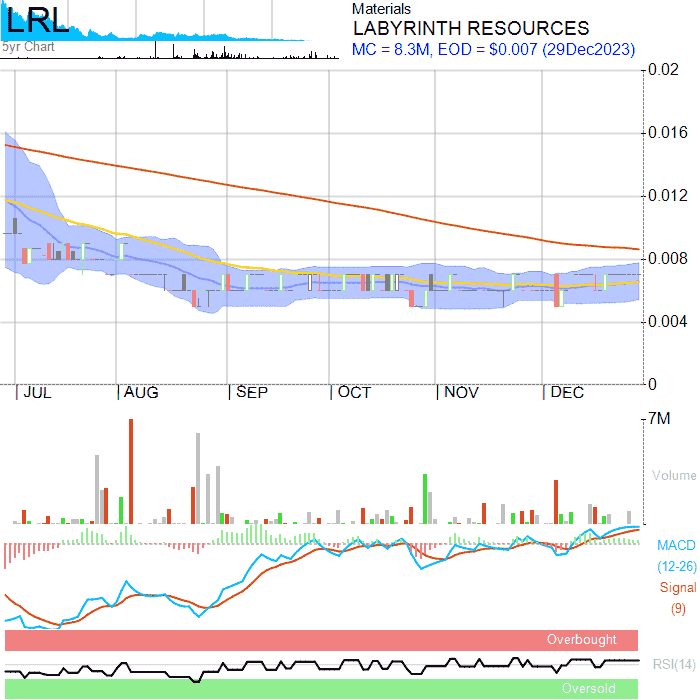 LRL
5yr Chart
Materials
LABYRINTH RESOURCES
MC = 8.3M, EOD = $0.007 (29Dec2023)
0.02
0.016
0.012
0.008
0.004
0
JUL AUG SEP OCT NOV DEC
7M
Volume
MACD
(12-26)
Signal
(9)
Overbought
RSI(14)
Oversold